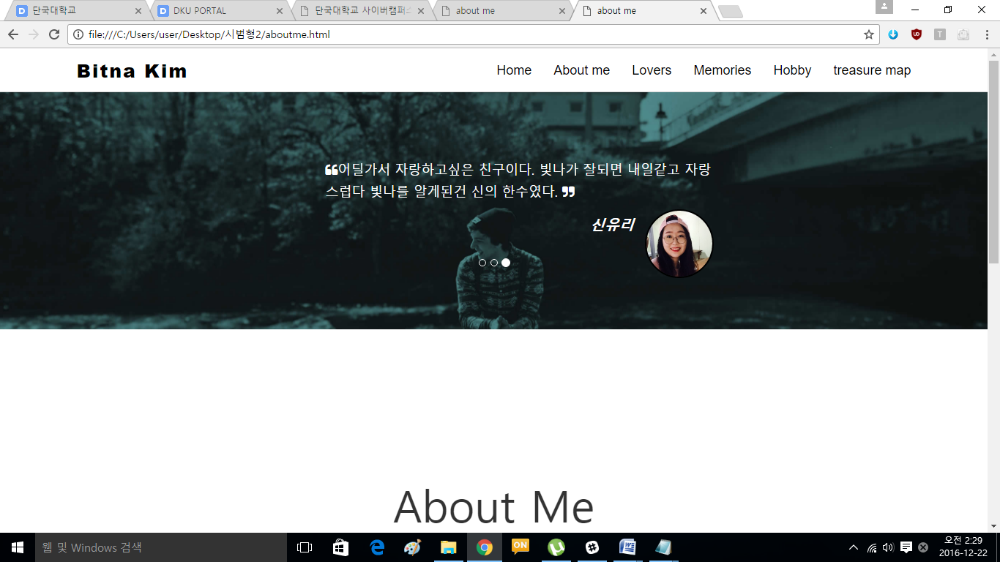 단국대학교
DKU PORTAL
단국대학교 사이버캠퍼스
about me
about me
file:///C:/Users/user/Desktop/시범형2/aboutme.html
Bitna Kim
Home
About me
Lovers
Memories
Hobby
treasure map
❝어딜가서 자랑하고싶은 친구이다. 빛나가 잘되면 내일같고 자랑
스럽다 빛나를 알게된건 신의 한수였다. ❞
신유리
About Me
웹 및 Windows 검색
ON
오전 2:29
2016-12-22